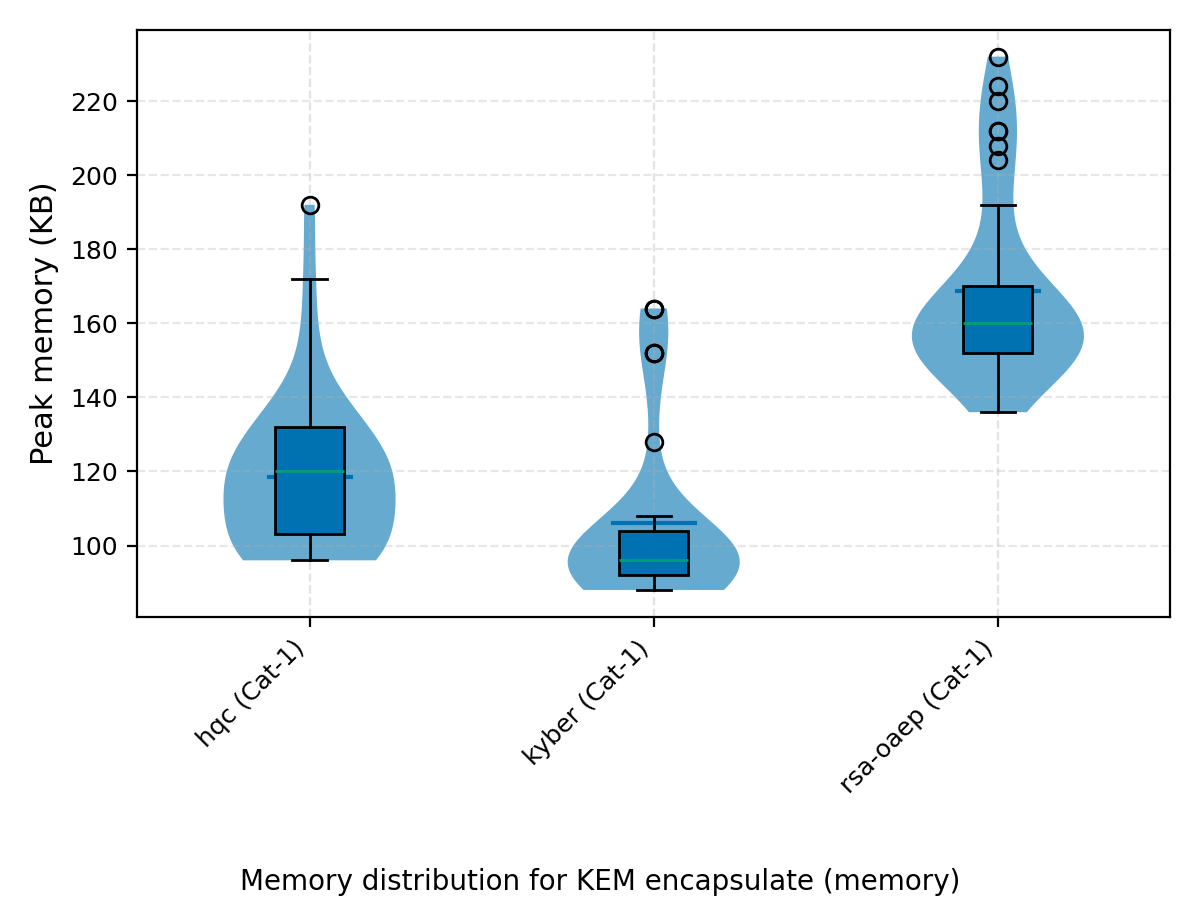 Peak memory (KB)
220
200
180
160
140
120
100
hqc (Cat-1)
kyber (Cat-1)
rsa-oaep (Cat-1)
Memory distribution for KEM encapsulate (memory)